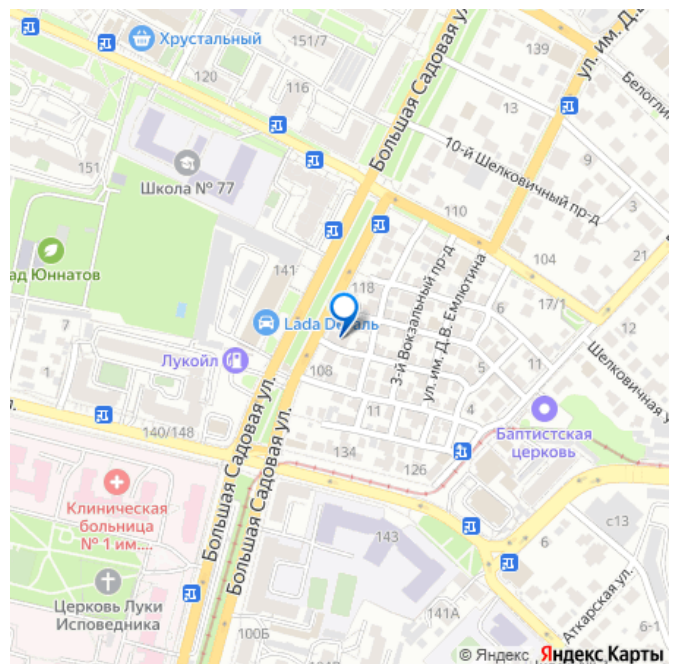 Хрустальный
151/7
Большая Садовая ул.
139
ул. им. Д.В.
120
116
13
10-й Шелковичный пр-д
151
Школа № 77
9
3
110
ад Юннатов
141
118
104
21
17/1
3-й Вокзальный пр-д
ул. им. Д.В. Емлютина
6
12
Lada Деталь
Лукойл
1
108
5
11
Шелковичная у
11
4
Баптистская
церковь
л.
140/148
134
126
Большая Садовая ул.
Большая Садовая ул.
Клиническая
больница
№ 1 им....
143
с13
6
Церковь Луки
Исповедника
141А
Аткарская ул.
100Б
6-1
© Яндекс Яндекс Карты